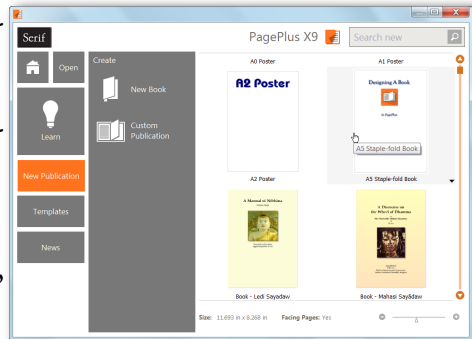 Serif
PagePlus X9
Search new
Open
Learn
New Publication
Templates
News
Create
New Book
Custom
Publication
A0 Poster
A1 Poster
A2 Poster
Designing A Book
in PagePlus
A5 Staple-fold Book
A2 Poster
A5 Staple-fold Book
A Manual of Nibbāna
A Discourse on
the Wheel of Dhamma
Book - Ledi Sayadaw
Book - Mahasi Sayādaw
Size: 11.693 in x 8.268 in
Facing Pages: Yes